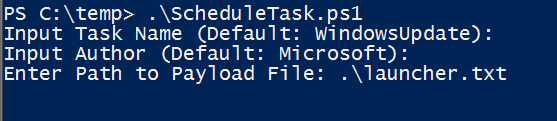 PS C:\temp> .\ScheduleTask.ps1
Input Task Name (Default: WindowsUpdate):
Input Author (Default: Microsoft):
Enter Path to Payload File: .\launcher.txt